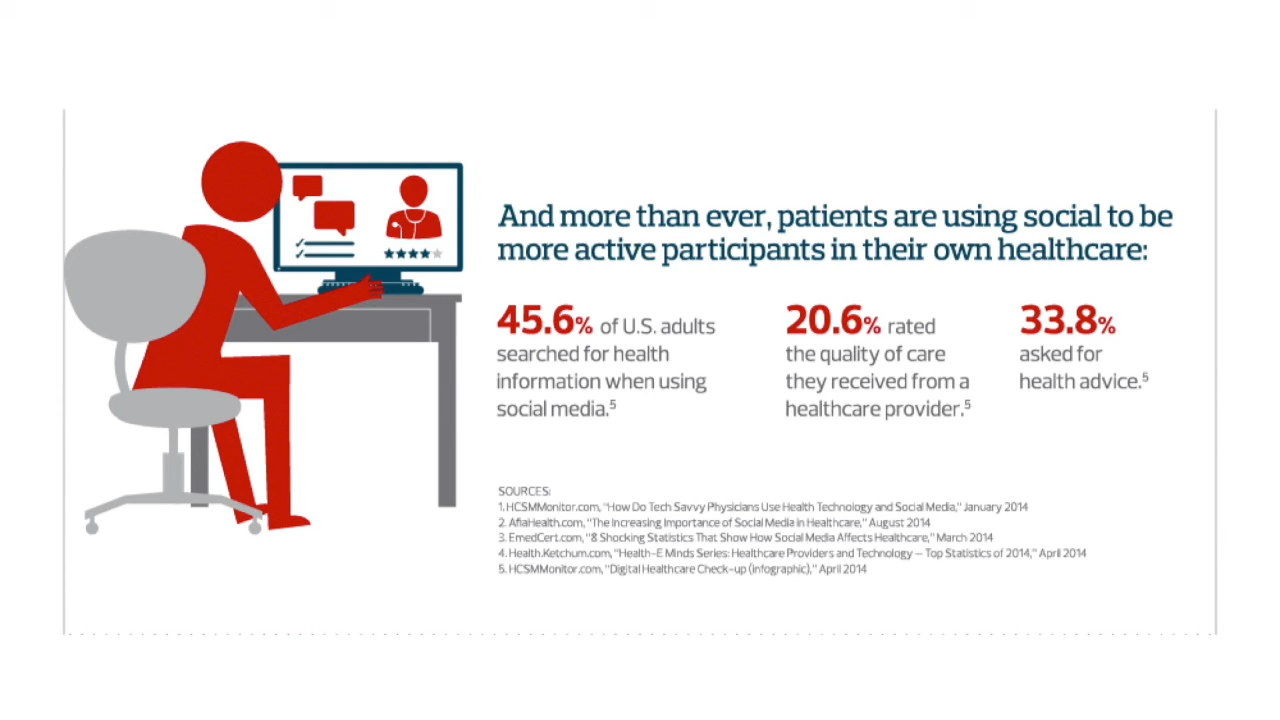 And more than ever, patients are using social to be
more active participants in their own healthcare:
45.6% of U.S. adults
searched for health
information when using
social media.5
20.6% rated
the quality of care
they received from a
healthcare provider.5
33.8%
asked for
health advice.5
SOURCES:
1. HCSMMonitor.com, "How Do Tech Savvy Physicians Use Health Technology and Social Media," January 2014
2. AfiaHealth.com, "The Increasing Importance of Social Media in Healthcare," August 2014
3. EmedCert.com, "8 Shocking Statistics That Show How Social Media Affects Healthcare," March 2014
4. Health.Ketchum.com, "Health-E Minds Series: Healthcare Providers and Technology – Top Statistics of 2014," April 2014
5. HCSMMonitor.com, "Digital Healthcare Check-up (infographic)," April 2014